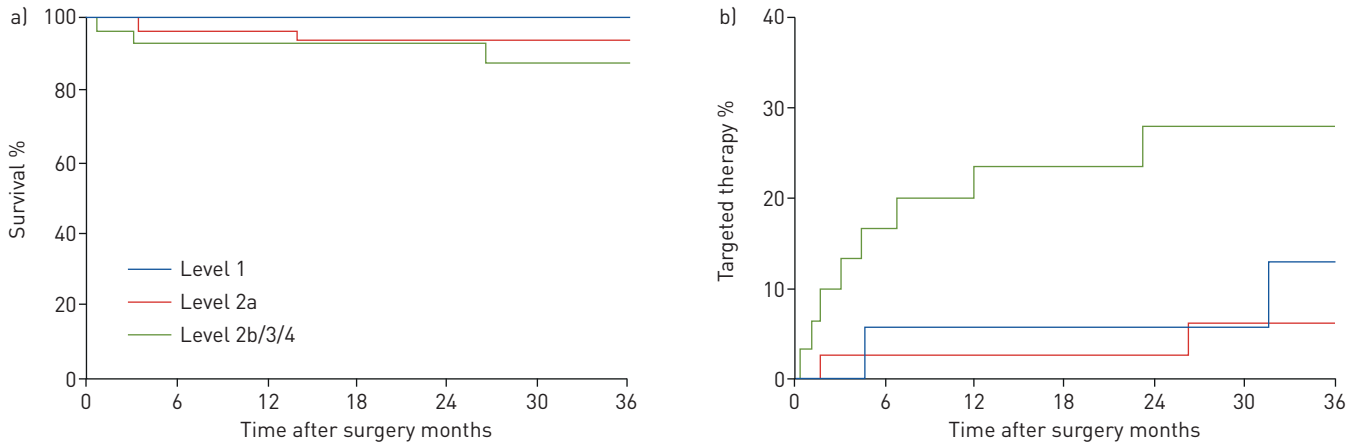 a)
100
80
60
40
20
0
Survival %
Level 1
Level 2a
Level 2b/3/4
0 6 12 18 24 30 36
Time after surgery months
b)
40
30
20
10
0
Targeted therapy %
0 6 12 18 24 30 36
Time after surgery months